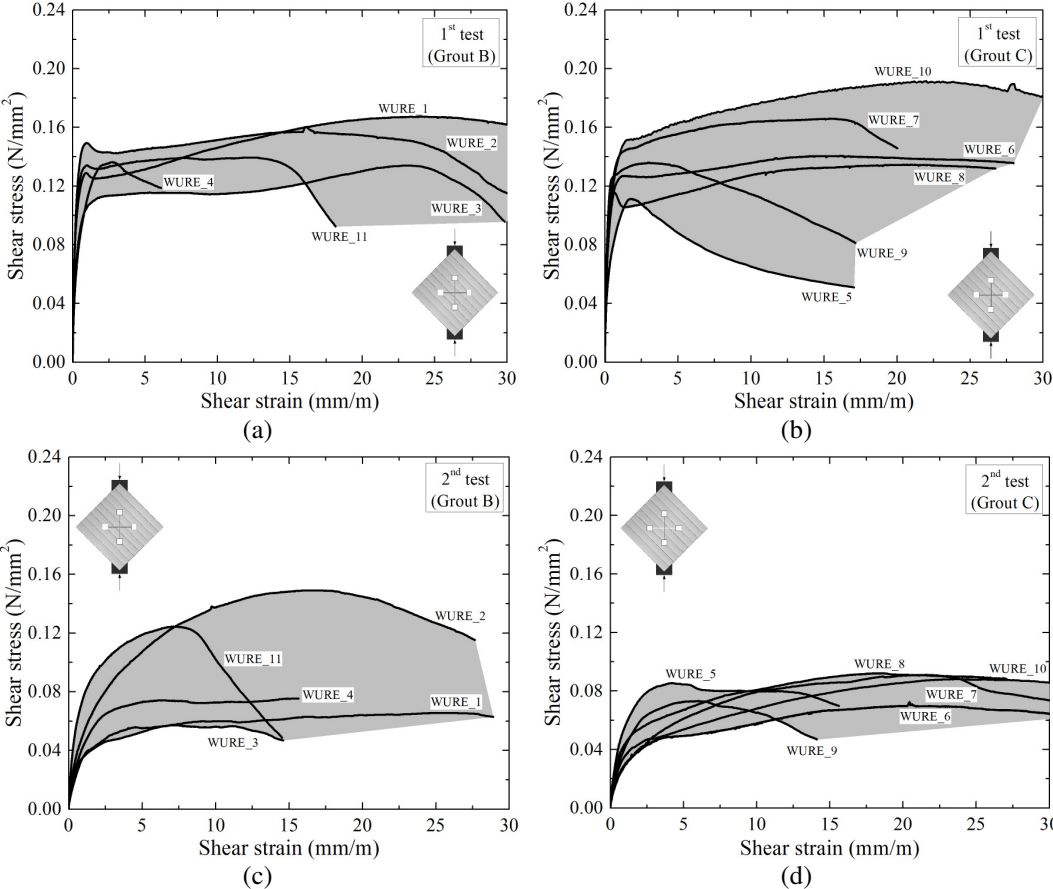 0.24
0.20
0.16
0.12
0.08
0.04
0.00
Shear stress (N/mm²)
1st test
(Grout B)
WURE_1
WURE_2
WURE_4
WURE_3
WURE_11
0 5 10 15 20 25 30
Shear strain (mm/m)
(a)
0.24
0.20
0.16
0.12
0.08
0.04
0.00
Shear stress (N/mm²)
1st test
(Grout C)
WURE_10
WURE_7
WURE_6
WURE_8
WURE_9
WURE_5
0 5 10 15 20 25 30
Shear strain (mm/m)
(b)
0.24
0.20
0.16
0.12
0.08
0.04
0.00
Shear stress (N/mm²)
2nd test
(Grout B)
WURE_2
WURE_11
WURE_4
WURE_1
WURE_3
0 5 10 15 20 25 30
Shear strain (mm/m)
(c)
0.24
0.20
0.16
0.12
0.08
0.04
0.00
Shear stress (N/mm²)
2nd test
(Grout C)
WURE_5
WURE_8
WURE_10
WURE_7
WURE_6
WURE_9
0 5 10 15 20 25 30
Shear strain (mm/m)
(d)